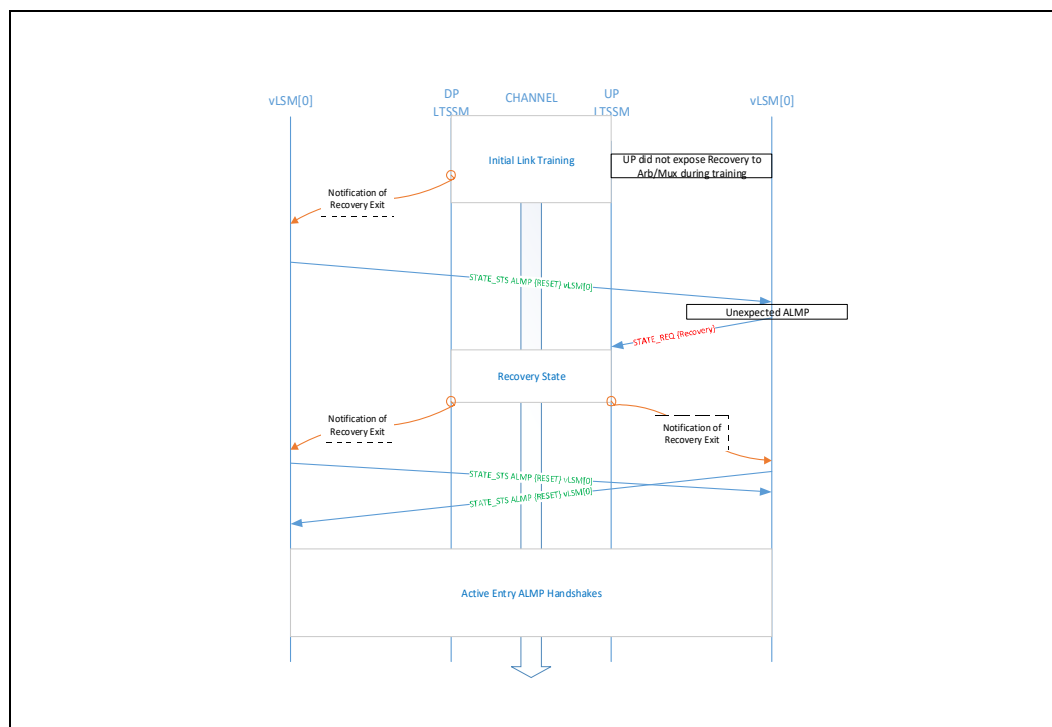 DP
UP
vLSM[0]
CHANNEL
vLSM[0]
LTSSM
LTSSM
Initial Link Training
UP did not expose Recovery to
Arb/Mux during training
Notification of
Recovery Exit
STATE_STS ALMP {RESET} vLSM[0]
Unexpected ALMP
STATE_REQ {Recovery}
Recovery State
Notification of
Recovery Exit
Notification of
Recovery Exit
STATE_STS ALMP {RESET} vLSM[0]
STATE_STS ALMP {RESET} vLSM[0]
Active Entry ALMP Handshakes